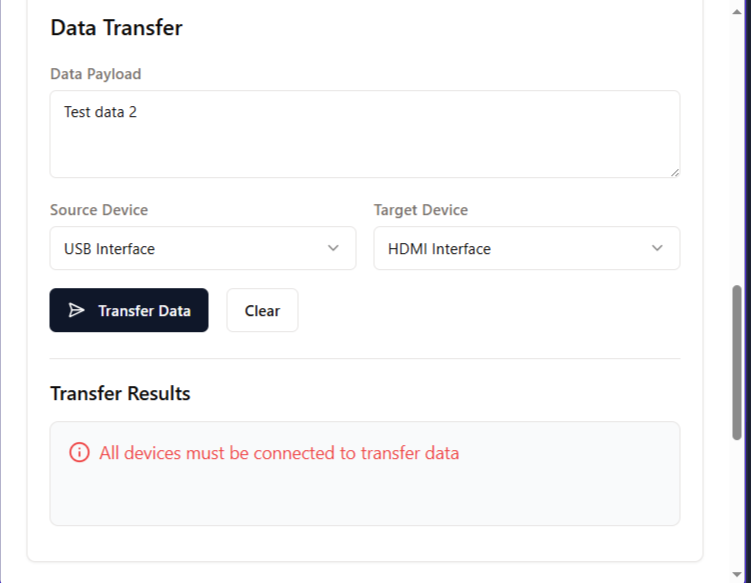 Data Transfer
Data Payload
Test data 2
Source Device
Target Device
USB Interface
HDMI Interface
Transfer Data
Clear
Transfer Results
All devices must be connected to transfer data